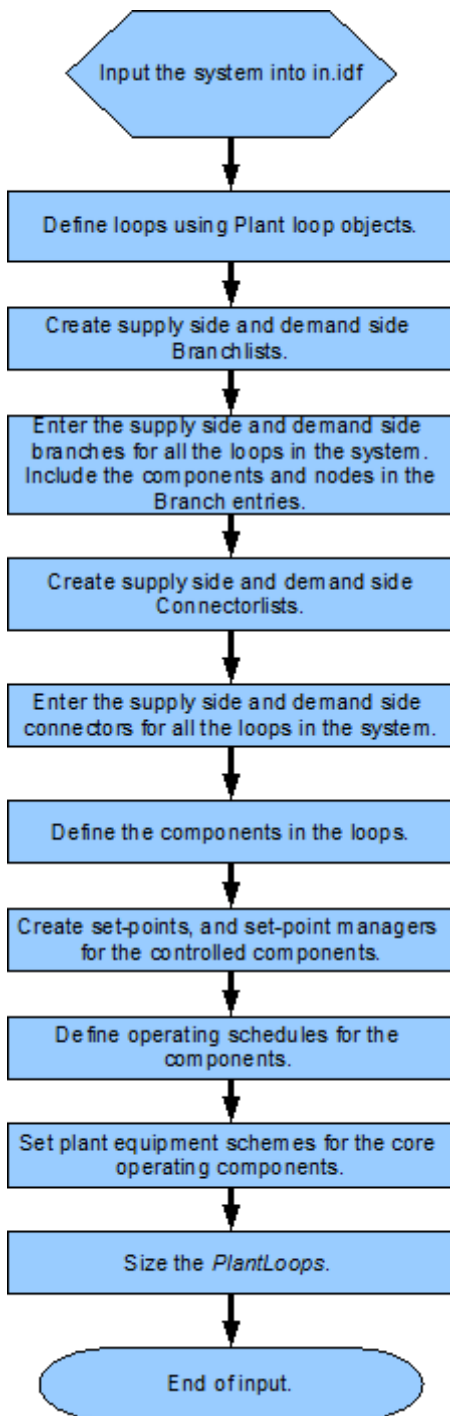 Input the system into in.idf
Define loops using Plant loop objects.
Create supply side and demand side
Branchlists.
Enter the supply side and demand side
branches for all the loops in the system.
Include the components and nodes in the
Branch entries.
Create supply side and demand side
Connectorlists.
Enter the supply side and demand side
connectors for all the loops in the system.
Define the components in the loops.
Create set-points, and set-point managers
for the controlled components.
Define operating schedules for the
components.
Set plant equipment schemes for the core
operating components.
Size the PlantLoops.
End of input.